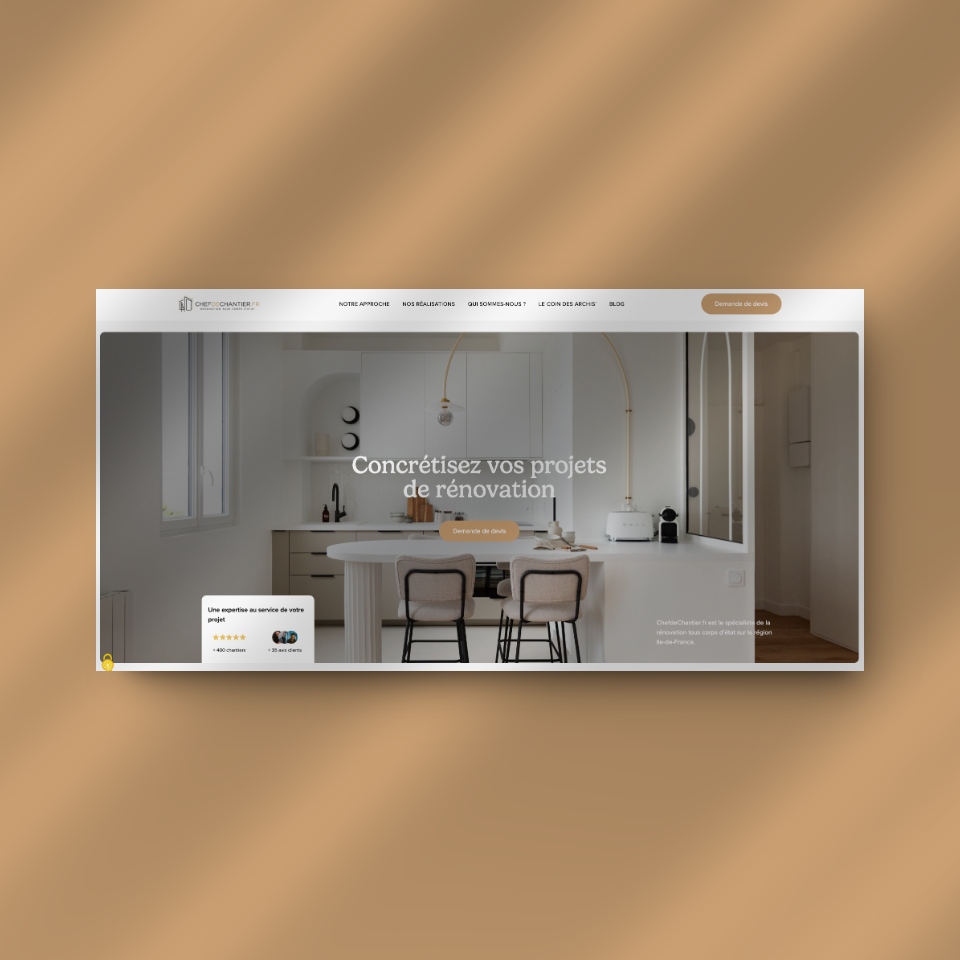 CHEFDECHANTIER.FR
NOTRE APPROCHE
NOS RÉALISATIONS
QUI SOMMES-NOUS ?
LE COIN DES ARCHIS'
BLOG
Demande de devis
Concrétisez vos projets
de rénovation
Demande de devis
Une expertise au service de votre
projet
+ 400 chantiers
+ 35 avis clients
ChefdeChantier.fr est le spécialiste de la
rénovation tous corps d'état sur la région
Ile-de-France.